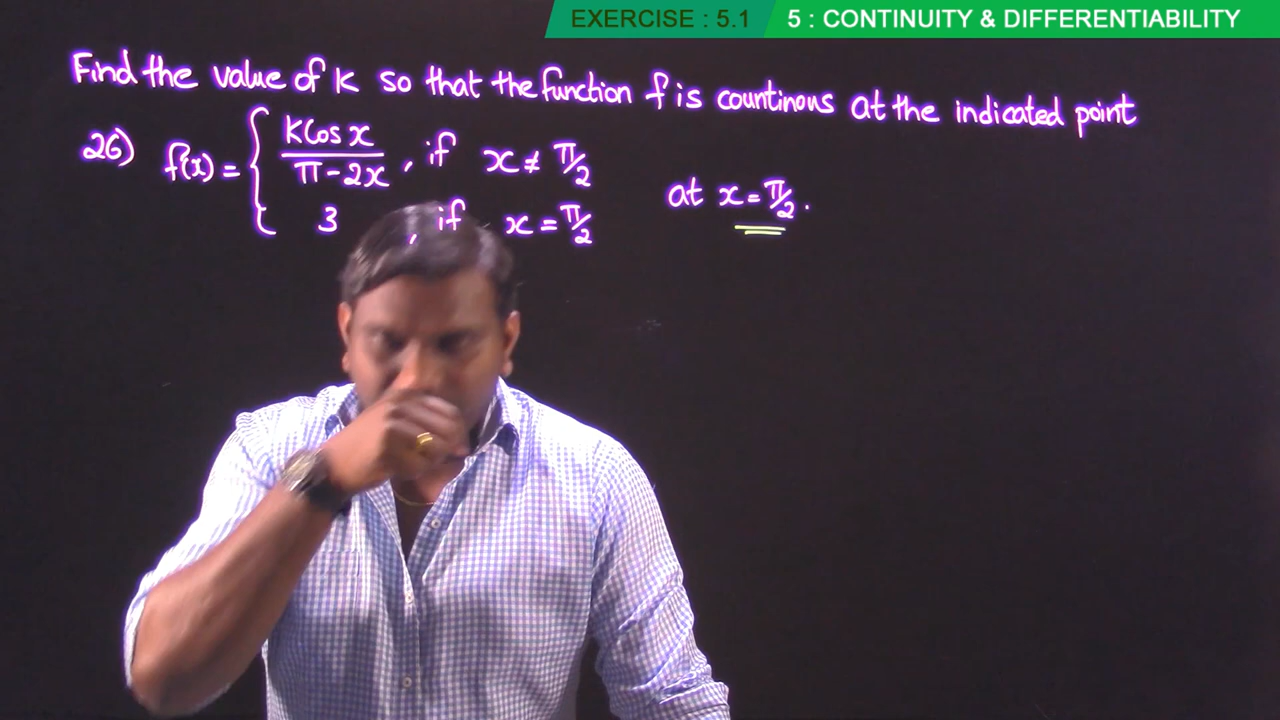 EXERCISE : 5.1 5 : CONTINUITY & DIFFERENTIABILITY
Find the value of K so that the function f is countinous at the indicated point
26) f(x) = { KCos x / π - 2x , if x ≠ π/2
3 , if x = π/2 at x = π/2 .